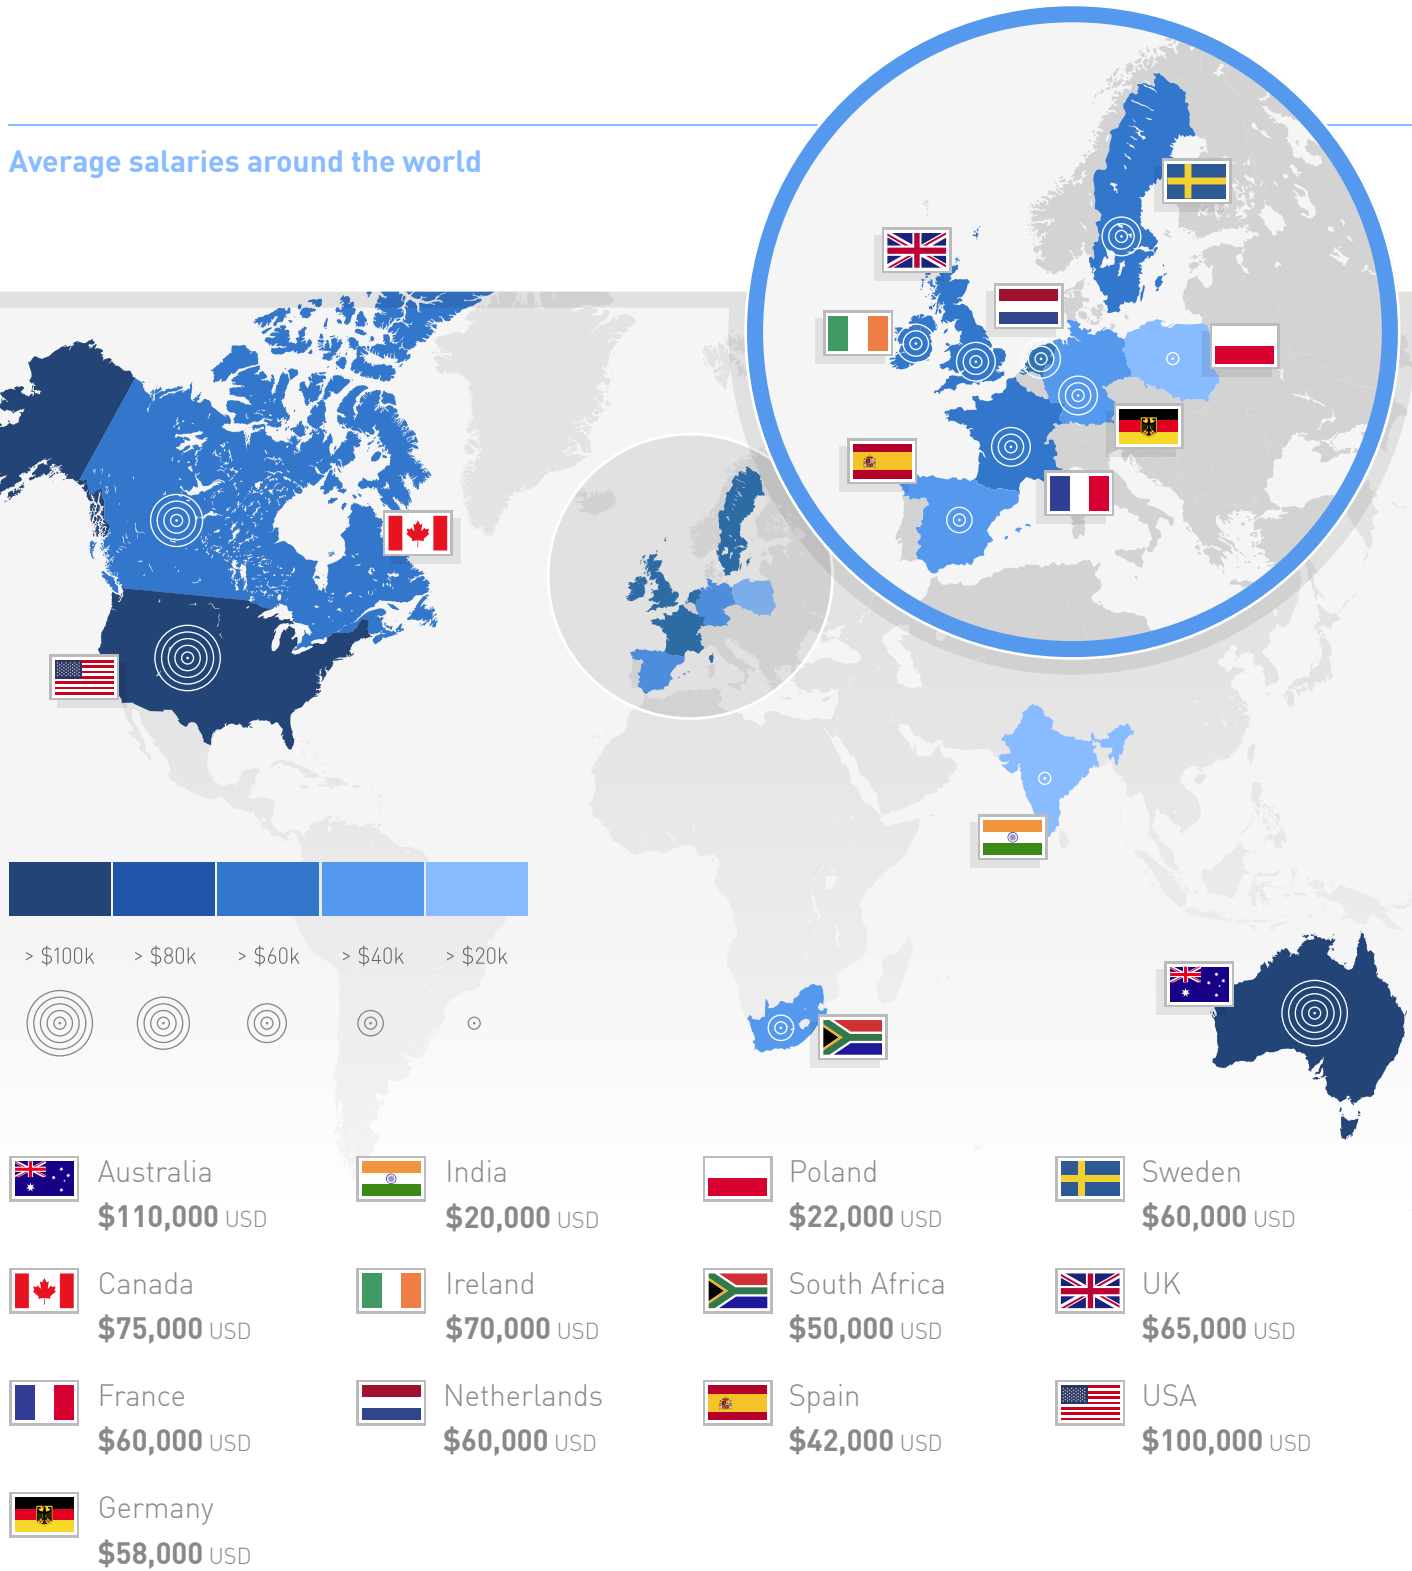 Average salaries around the world
> $100k > $80k > $60k > $40k > $20k
Australia India Poland Sweden
$110,000 USD $20,000 USD $22,000 USD $60,000 USD
Canada Ireland South Africa UK
$75,000 USD $70,000 USD $50,000 USD $65,000 USD
France Netherlands Spain USA
$60,000 USD $60,000 USD $42,000 USD $100,000 USD
Germany
$58,000 USD